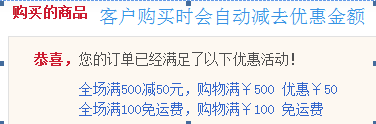 购买的商品 客户购买时会自动减去优惠金额
恭喜，您的订单已经满足了以下优惠活动！
全场满500减50元，购物满￥500 优惠￥50
全场满100免运费，购物满￥100 免运费